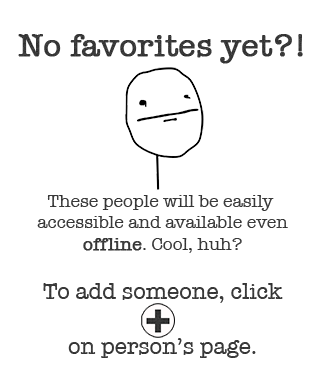 No favorites yet?!
These people will be easily
accessible and available even
offline. Cool, huh?
To add someone, click
on person's page.